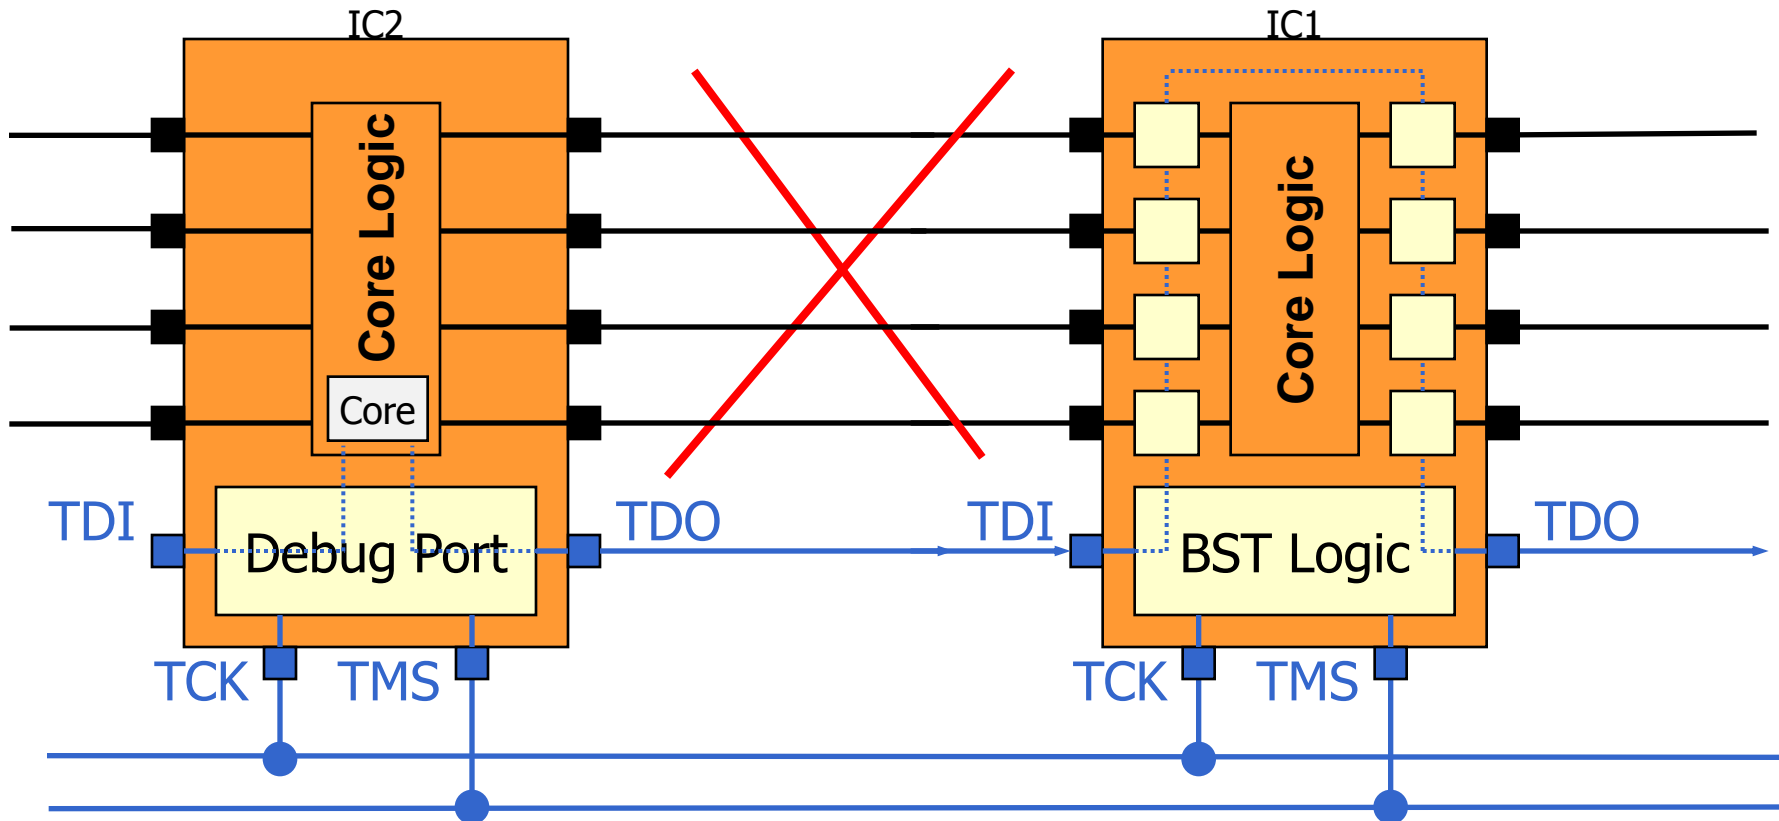 IC2
IC1
Core Logic
Core Logic
Core
TDI
TDO
TDI
TDO
Debug Port
BST Logic
TCK
TMS
TCK
TMS